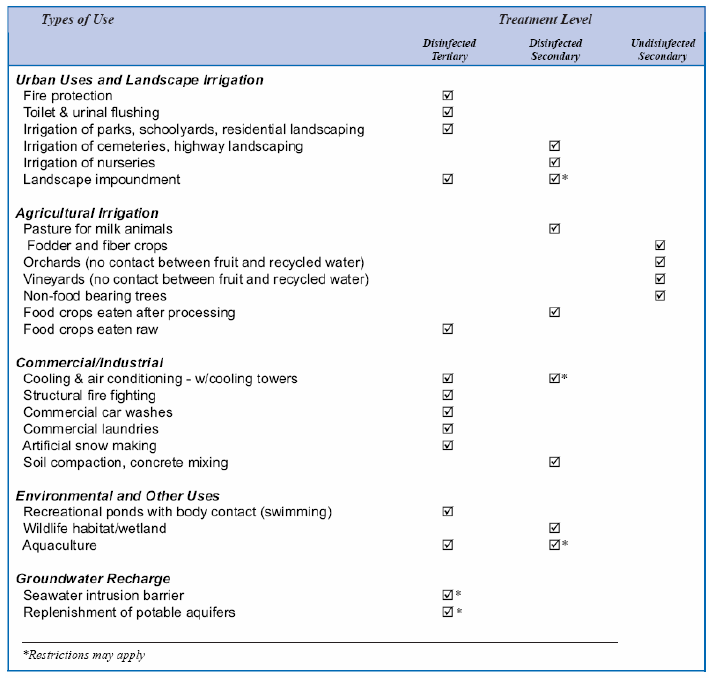 Types of Use Treatment Level
Disinfected Tertiary Disinfected Secondary Undisinfected Secondary
Urban Uses and Landscape Irrigation
Fire protection ☑
Toilet & urinal flushing ☑
Irrigation of parks, schoolyards, residential landscaping ☑
Irrigation of cemeteries, highway landscaping ☑
Irrigation of nurseries ☑
Landscape impoundment ☑ ☑*
Agricultural Irrigation
Pasture for milk animals ☑
Fodder and fiber crops ☑
Orchards (no contact between fruit and recycled water) ☑
Vineyards (no contact between fruit and recycled water) ☑
Non-food bearing trees ☑
Food crops eaten after processing ☑
Food crops eaten raw ☑
Commercial/Industrial
Cooling & air conditioning - w/cooling towers ☑ ☑*
Structural fire fighting ☑
Commercial car washes ☑
Commercial laundries ☑
Artificial snow making ☑
Soil compaction, concrete mixing ☑
Environmental and Other Uses
Recreational ponds with body contact (swimming) ☑
Wildlife habitat/wetland ☑
Aquaculture ☑ ☑*
Groundwater Recharge
Seawater intrusion barrier ☑*
Replenishment of potable aquifers ☑*
*Restrictions may apply